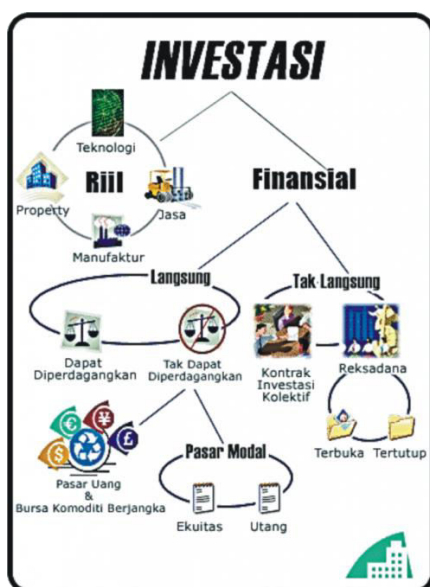 INVESTASI
Teknologi
Riil
Finansial
Property
Jasa
Manufaktur
Langsung
Tak Langsung
Dapat
Diperdagangkan
Tak Dapat
Diperdagangkan
Kontrak
Investasi
Kolektif
Reksadana
Terbuka
Tertutup
€
¥
$
£
Pasar Uang
&
Bursa Komoditi Berjangka
Pasar Modal
Ekuitas
Utang